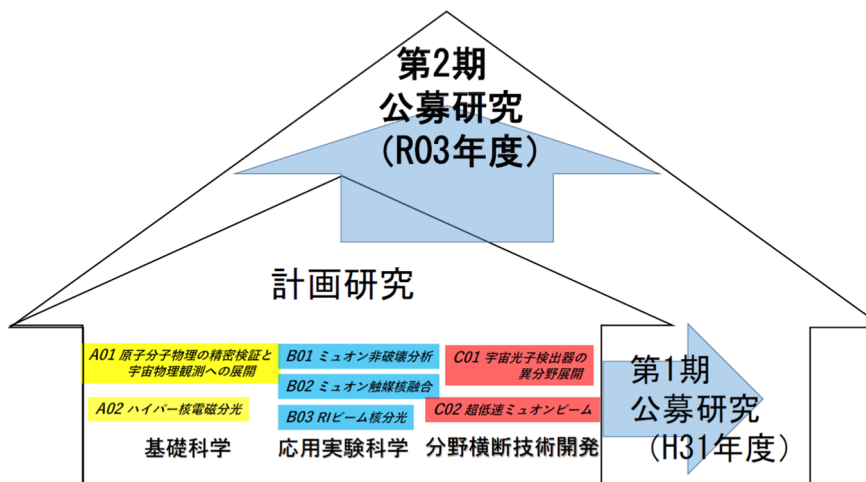 第2期
公募研究
（R03年度）
計画研究
A01 原子分子物理の精密検証と
宇宙物理観測への展開
A02 ハイパー核電磁分光
基礎科学
B01 ミュオン非破壊分析
B02 ミュオン触媒核融合
B03 RIビーム核分光
応用実験科学
C01 宇宙光子検出器の
異分野展開
C02 超低速ミュオンビーム
分野横断技術開発
第1期
公募研究
（H31年度）